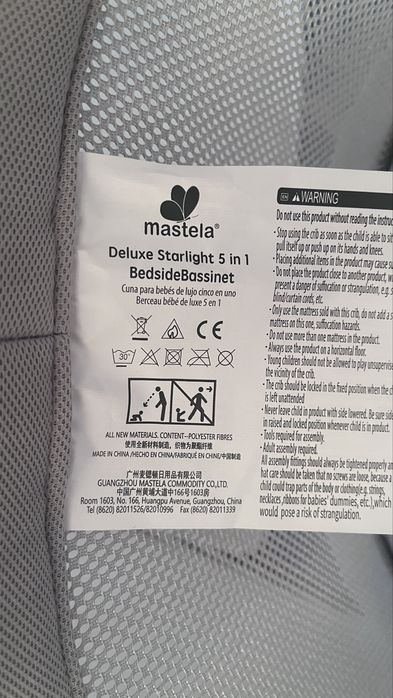 mastela®
Deluxe Starlight 5 in 1
BedsideBassinet
Cuna para bebés de lujo cinco en uno
Berceau bébé de luxe 5 en 1
CE
30°
ALL NEW MATERIALS. CONTENT--POLYESTER FIBRES
使用全新材料制造，织物为聚酯纤维
MADE IN CHINA /HECHO EN CHINA/FABRIQUÉ EN CHINE/中国制造
广州麦锶顿日用品有限公司
GUANGZHOU MASTELA COMMODITY CO.,LTD.
中国广州黄埔大道中166号1603房
Room 1603, No. 166, Huangpu Avenue, Guangzhou, China
Tel (8620) 82011526/82010996 Fax (8620) 82011339
EN WARNING
Do not use this product without reading the
- Stop using the crib as soon as the child is able to sit
pull itself up or push up on its hands and knees.
- Placing additional items in the product may cause
- Do not place the product close to another product,
present a danger of suffication or strangulation, e.g.
blind/curtain cords, etc.
- Only use the mattress sold with this crib, do not add a
mattress on this one, suffocation hazards.
- Do not use more than one mattress in the product.
- Always use the product on a horizontal floor.
- Young children should not be allowed to play
the vicinity of the crib.
- The crib should be locked in the fixed position when the
is left unattended
- Never leave child in product with side lowered. Be sure
in raised and locked position whenever child is in product.
- Tools required for assembly.
- Adult assembly required.
All assembly fittings should always be tightened properly
hat care should be taken that no screws are loose, because a
child could trap parts of the body or clothing(e.g. strings,
necklaces ,ribbons for babies' dummies, etc.),which
would pose a risk of strangulation.